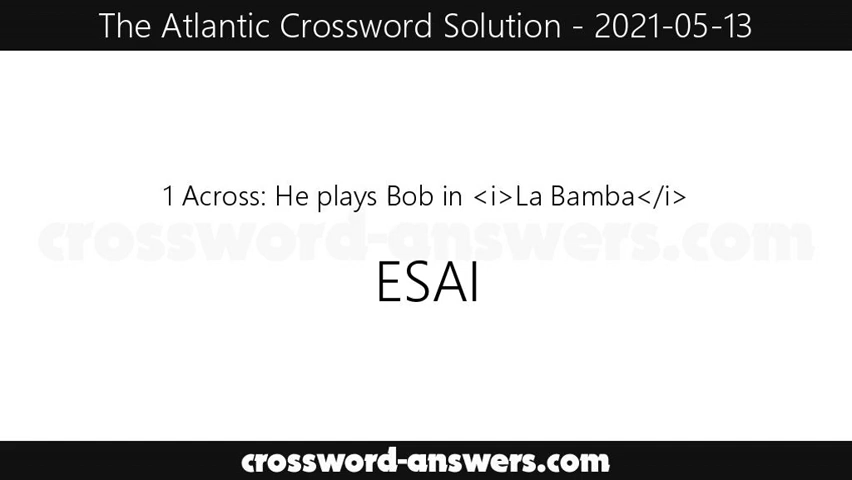 The Atlantic Crossword Solution - 2021-05-13
1 Across: He plays Bob in <i>La Bamba</i>
crossword-answers.com
ESAI
crossword-answers.com